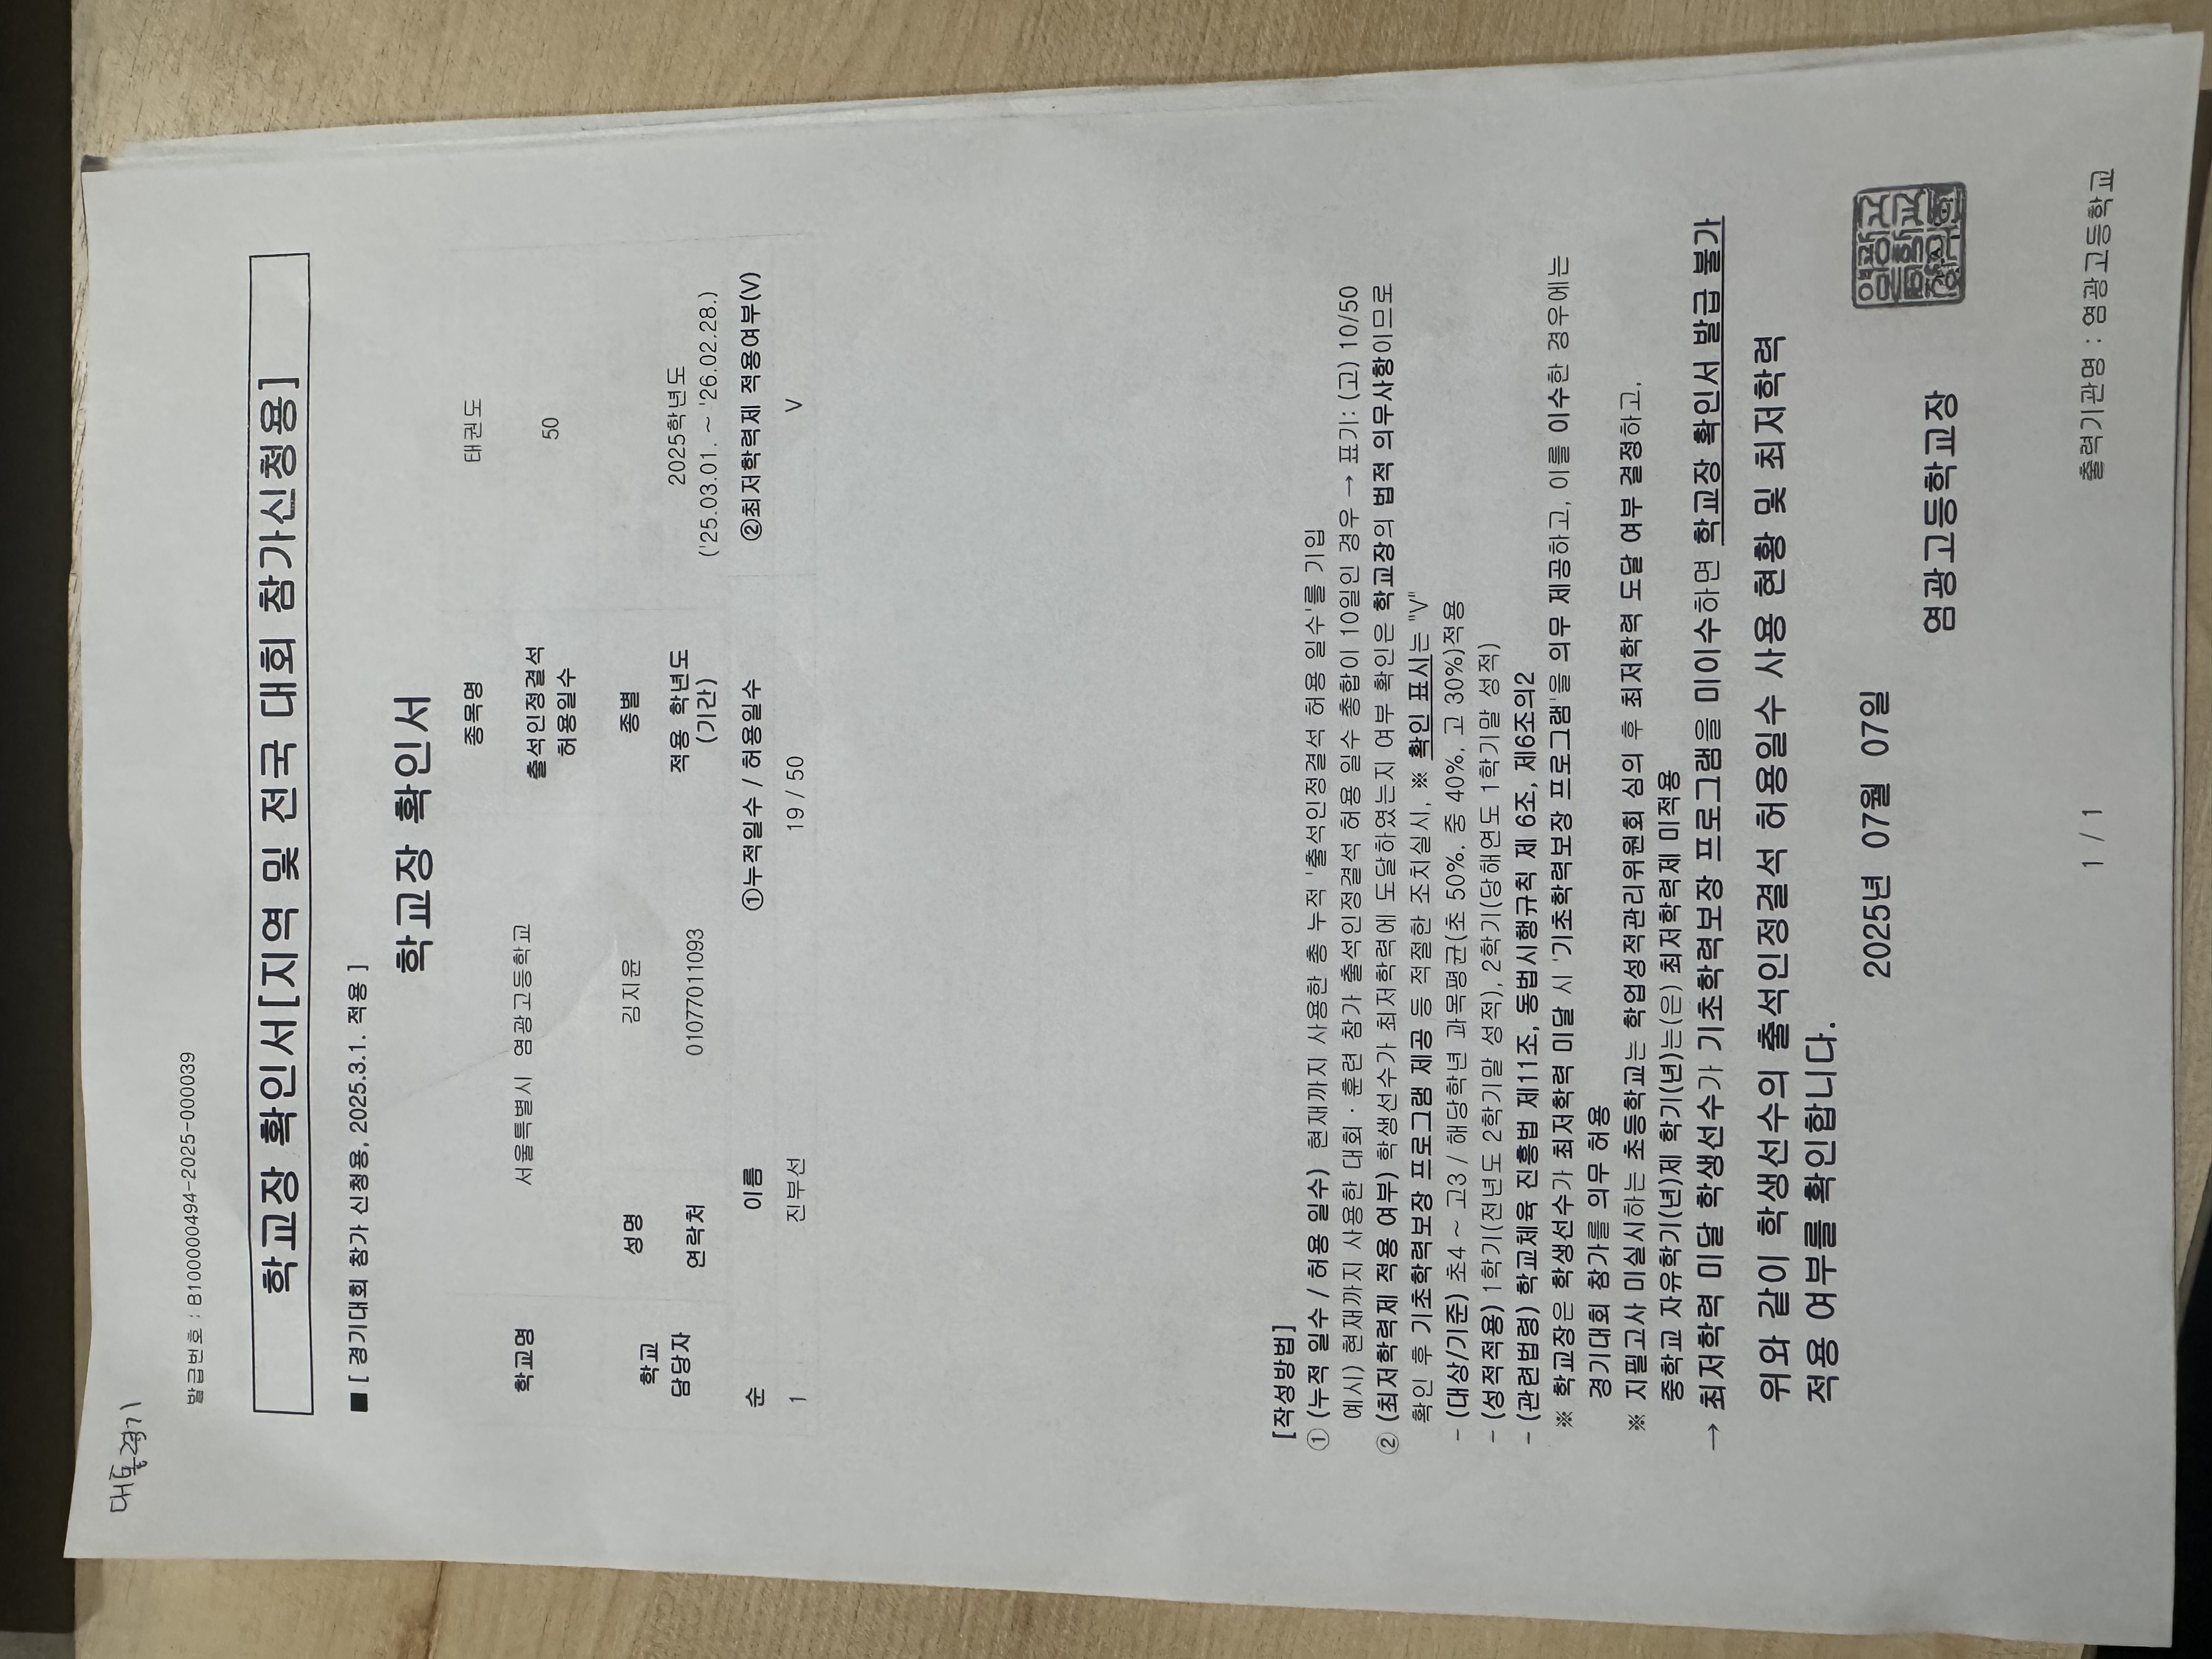 대통경기
발급번호 : B100000494-2025-000039
학교장 확인서[지역 및 전국 대회 참가신청용]
■ [ 경기대회 참가 신청용, 2025.3.1. 적용 ]
학교장 확인서
학교명 서울특별시 염광고등학교 종목명 태권도
출석인정결석 허용일수 50
학교 담당자 성명 김지윤 종별
연락처 01077011093 적용 학년도 (기간) 2025학년도 ('25.03.01. ~ '26.02.28.)
순 이름 ①누적일수 / 허용일수 ②최저학력제 적용여부(V)
1 진부선 19 / 50 V
[작성방법]
① (누적 일수 / 허용 일수) 현재까지 사용한 총 누적 '출석인정결석 허용 일수'를 기입
예시) 현재까지 사용한 대회 · 훈련 참가 출석인정결석 허용 일수 총합이 10일인 경우 → 표기: (고) 10/50
② (최저학력제 적용 여부) 학생선수가 최저학력에 도달하였는지 여부 확인은 학교장의 법적 의무사항이므로
확인 후 기초학력보장 프로그램 제공 등 적절한 조치실시, ※ 확인 표시는 "V"
- (대상/기준) 초4 ~ 고3 / 해당학년 과목평균(초 50%, 중 40%, 고 30%)적용
- (성적적용) 1학기(전년도 2학기말 성적), 2학기(당해연도 1학기말 성적)
- (관련법령) 학교체육 진흥법 제11조, 동법시행규칙 제 6조, 제6조의2
※ 학교장은 학생선수가 최저학력 미달 시 '기초학력보장 프로그램'을 의무 제공하고, 이를 이수한 경우에는
경기대회 참가를 의무 허용
※ 지필고사 미실시하는 초등학교는 학업성적관리위원회 심의 후 최저학력 도달 여부 결정하고,
중학교 자유학기(년)제 학기(년)는(은) 최저학력제 미적용
→ 최저학력 미달 학생선수가 기초학력보장 프로그램을 미이수하면 학교장 확인서 발급 불가
위와 같이 학생선수의 출석인정결석 허용일수 사용 현황 및 최저학력
적용 여부를 확인합니다.
2025년 07월 07일
염광고등학교장
1 / 1
출력기관명 : 염광고등학교